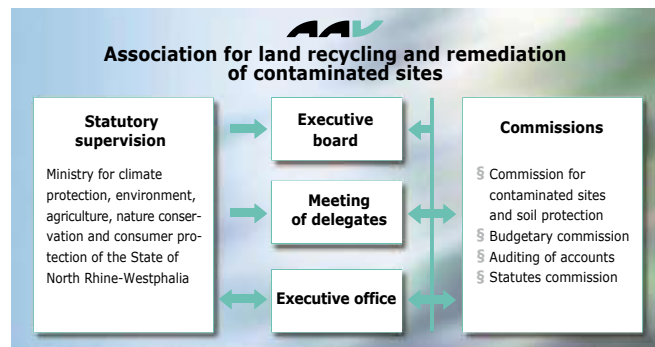 AAV
Association for land recycling and remediation
of contaminated sites
Statutory
supervision
Ministry for climate
protection, environment,
agriculture, nature conser-
vation and consumer pro-
tection of the State of
North Rhine-Westphalia
Executive
board
Meeting
of delegates
Executive office
Commissions
§ Commission for
contaminated sites
and soil protection
§ Budgetary commission
§ Auditing of accounts
§ Statutes commission